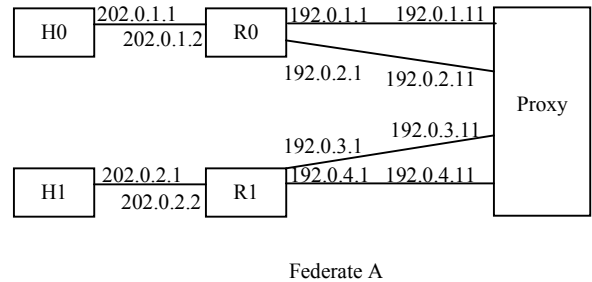 202.0.1.1
H0
202.0.1.2
R0
192.0.1.1
192.0.1.11
192.0.2.1
192.0.2.11
Proxy
192.0.3.1
192.0.3.11
202.0.2.1
H1
202.0.2.2
R1
192.0.4.1
192.0.4.11
Federate A